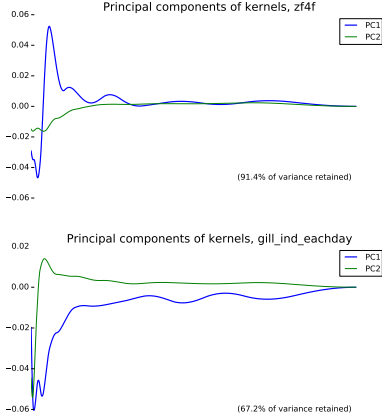 Principal components of kernels, zf4f
0.06
0.04
0.02
0.00
−0.02
−0.04
−0.06
PC1
PC2
(91.4% of variance retained)
Principal components of kernels, gill_ind_eachday
0.02
0.00
−0.02
−0.04
−0.06
PC1
PC2
(67.2% of variance retained)